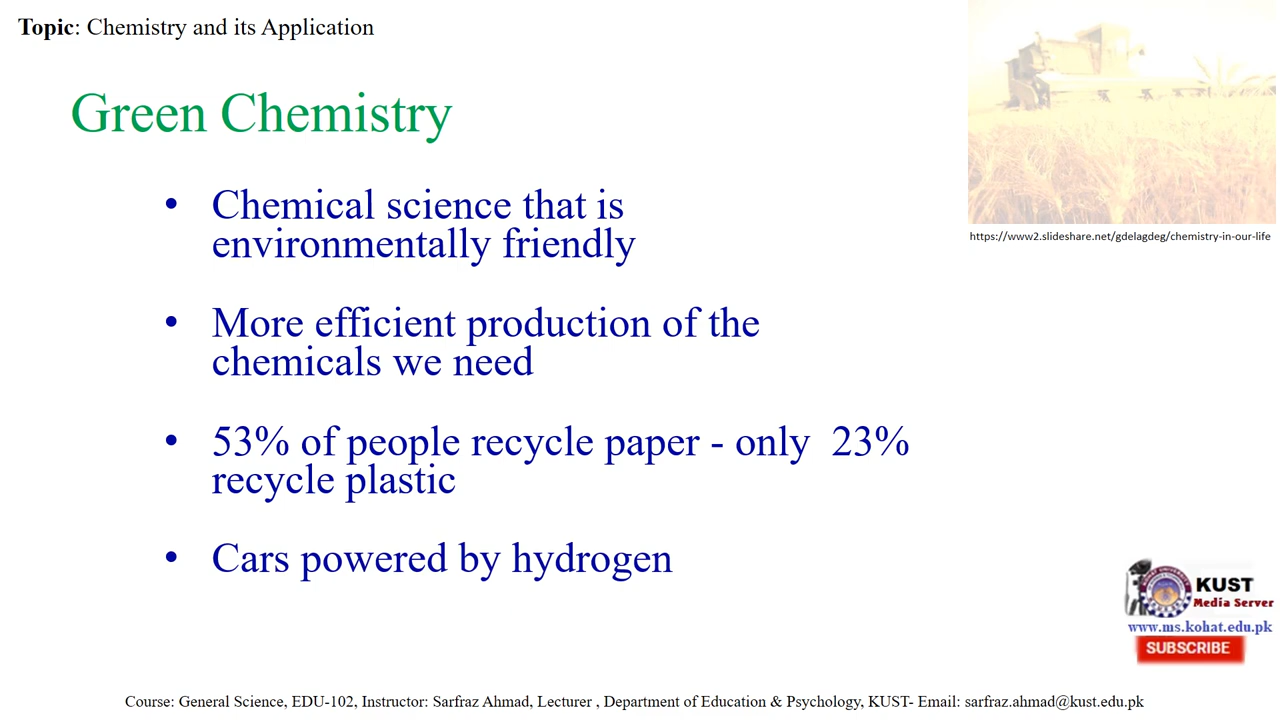 Topic: Chemistry and its Application
Green Chemistry
https://www2.slideshare.net/gdelagdeg/chemistry-in-our-life
• Chemical science that is
environmentally friendly
• More efficient production of the
chemicals we need
• 53% of people recycle paper - only 23%
recycle plastic
• Cars powered by hydrogen
KUST
Media Server
www.ms.kohat.edu.pk
SUBSCRIBE
Course: General Science, EDU-102, Instructor: Sarfraz Ahmad, Lecturer , Department of Education & Psychology, KUST- Email: sarfraz.ahmad@kust.edu.pk